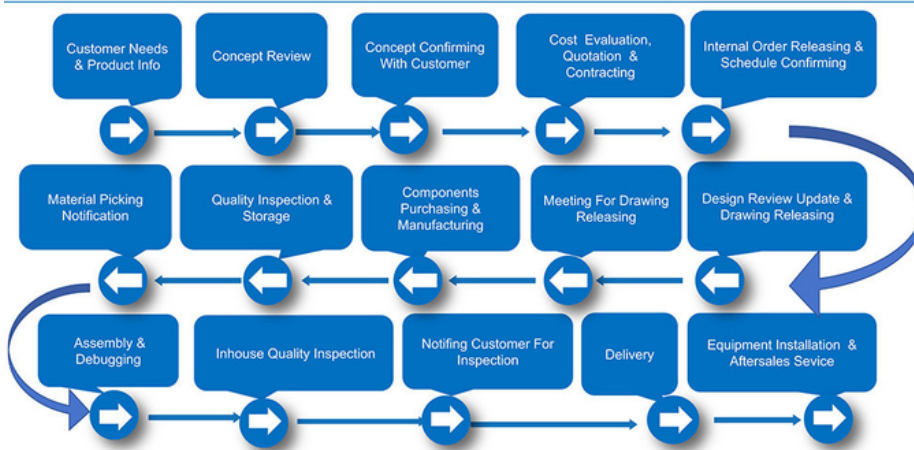 Customer Needs
& Product Info
Concept Review
Concept Confirming
With Customer
Cost Evaluation,
Quotation &
Contracting
Internal Order Releasing &
Schedule Confirming
Material Picking
Notification
Quality Inspection &
Storage
Components
Purchasing &
Manufacturing
Meeting For Drawing
Releasing
Design Review Update &
Drawing Releasing
Assembly &
Debugging
Inhouse Quality Inspection
Notifing Customer For
Inspection
Delivery
Equipment Installation &
Aftersales Sevice